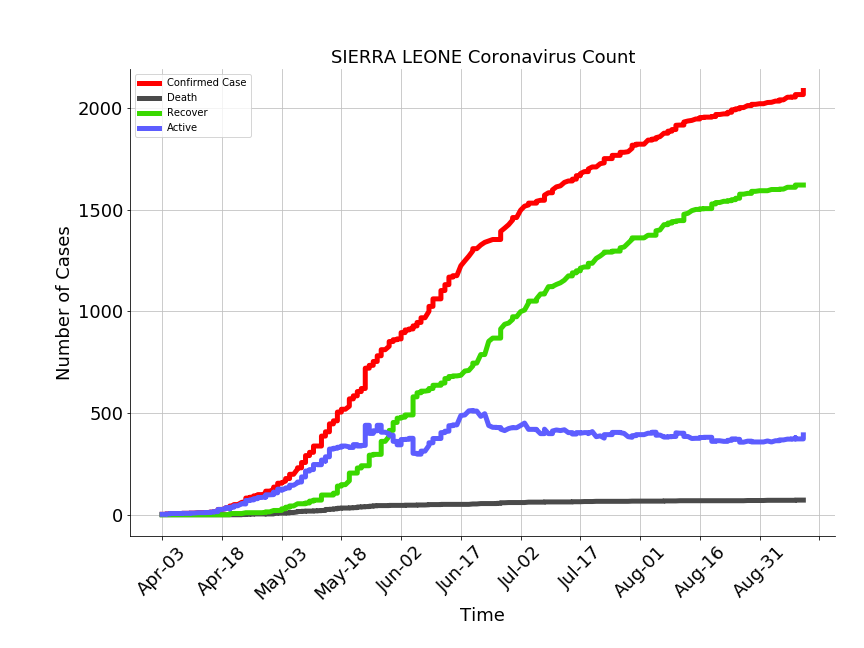 SIERRA LEONE Coronavirus Count
Confirmed Case
Death
Recover
Active
Number of Cases
2000
1500
1000
500
0
Apr-03
Apr-18
May-03
May-18
Jun-02
Jun-17
Jul-02
Jul-17
Aug-01
Aug-16
Aug-31
Time